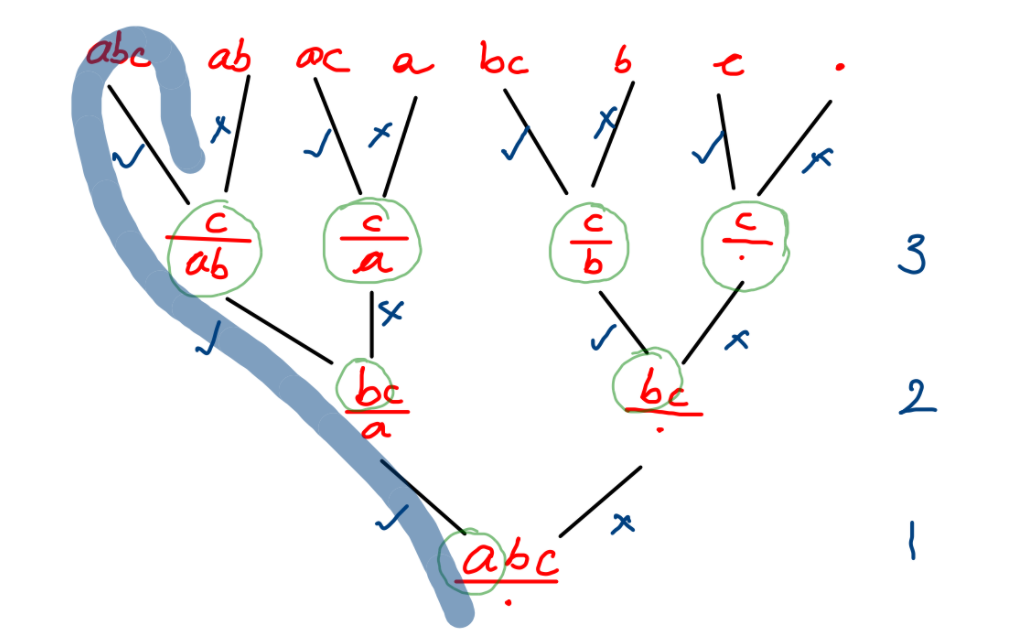 abc ab ac a bc b c .
✓ x ✓ x ✓ x ✓ x
c c c c
ab a b . 3
✓ x ✓ x
bc bc 2
a .
✓ x
abc 1
.